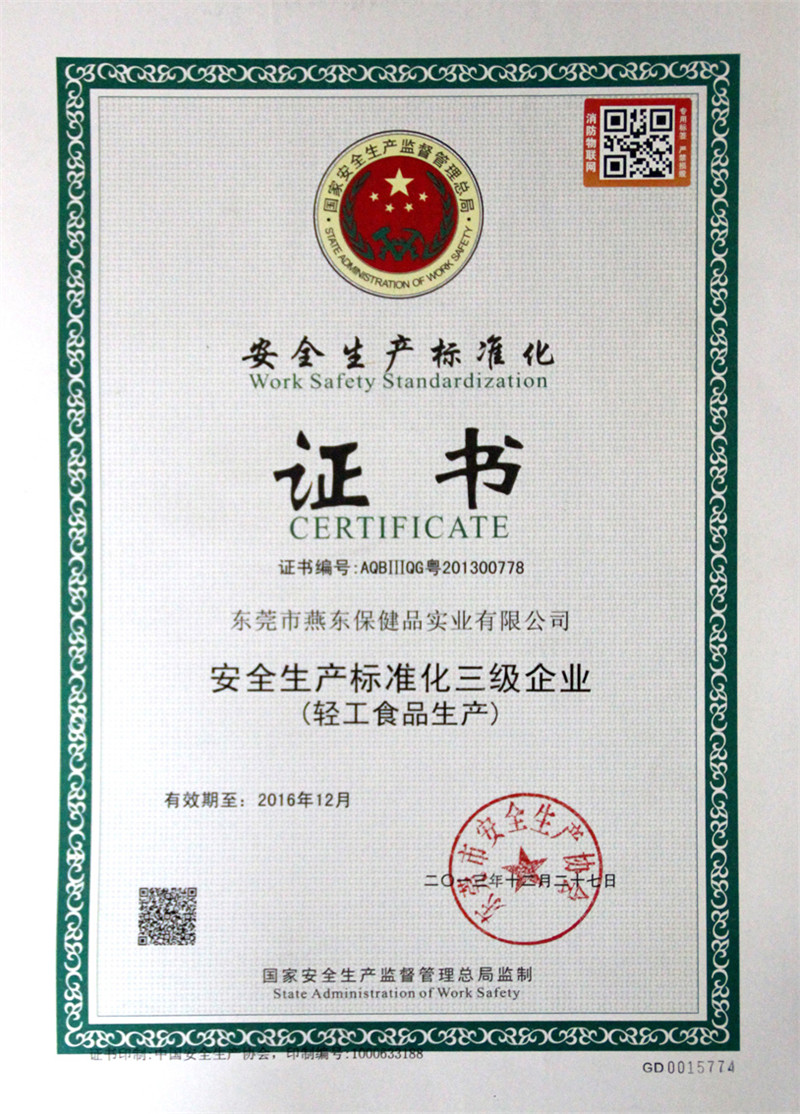 消防物联网
专用标签 严禁损毁
国家安全生产监督管理总局
STATE ADMINISTRATION OF WORK SAFETY
安全生产标准化
Work Safety Standardization
证书
CERTIFICATE
证书编号:AQBⅢQG粤201300778
东莞市燕东保健品实业有限公司
安全生产标准化三级企业
(轻工食品生产)
有效期至：2016年12月
东莞市安全生产协会
二〇一三年十二月二十七日
国家安全生产监督管理总局监制
State Administration of Work Safety
证书印制:中国安全生产协会，印制编号:1000633188
GD0015774